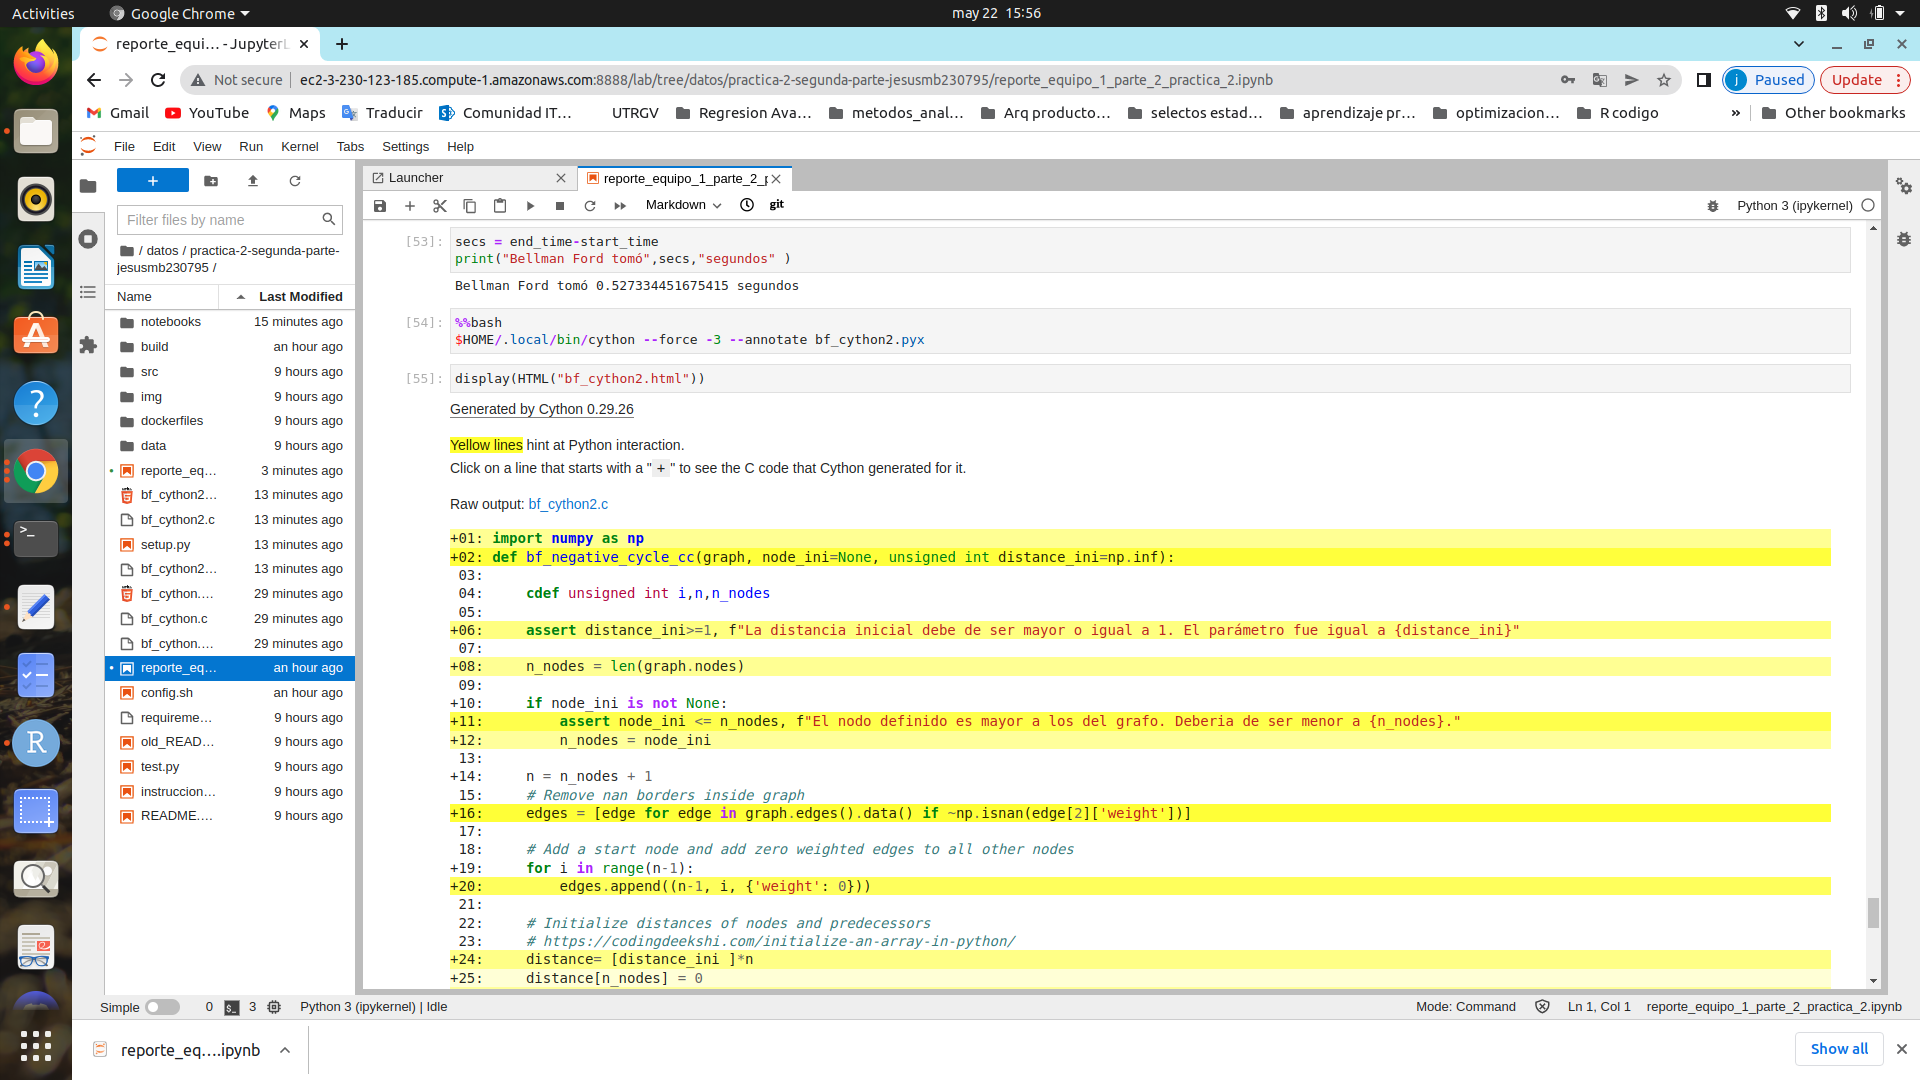 Activities
Google Chrome
may 22 15:56
reporte_equi… - JupyterL
Not secure
ec2-3-230-123-185.compute-1.amazonaws.com:8888/lab/tree/datos/practica-2-segunda-parte-jesusmb230795/reporte_equipo_1_parte_2_practica_2.ipynb
j Paused
Update
Gmail
YouTube
Maps
Traducir
Comunidad IT…
UTRGV
Regresion Ava…
metodos_anal…
Arq producto…
selectos estad…
aprendizaje pr…
optimizacion…
R codigo
»
Other bookmarks
File Edit View Run Kernel Tabs Settings Help
Launcher
reporte_equipo_1_parte_2_p
Markdown
git
Python 3 (ipykernel)
Filter files by name
/ datos / practica-2-segunda-parte-
jesusmb230795 /
Name Last Modified
notebooks 15 minutes ago
build an hour ago
src 9 hours ago
img 9 hours ago
dockerfiles 9 hours ago
data 9 hours ago
reporte_eq… 3 minutes ago
bf_cython2… 13 minutes ago
bf_cython2.c 13 minutes ago
setup.py 13 minutes ago
bf_cython2… 13 minutes ago
bf_cython.… 29 minutes ago
bf_cython.c 29 minutes ago
bf_cython.… 29 minutes ago
reporte_eq… an hour ago
config.sh an hour ago
requireme… 9 hours ago
old_READ… 9 hours ago
test.py 9 hours ago
instruccion… 9 hours ago
README.… 9 hours ago
[53]: secs = end_time-start_time
print("Bellman Ford tomó",secs,"segundos" )
Bellman Ford tomó 0.527334451675415 segundos
[54]: %%bash
$HOME/.local/bin/cython --force -3 --annotate bf_cython2.pyx
[55]: display(HTML("bf_cython2.html"))
Generated by Cython 0.29.26
Yellow lines hint at Python interaction.
Click on a line that starts with a "+" to see the C code that Cython generated for it.
Raw output: bf_cython2.c
+01: import numpy as np
+02: def bf_negative_cycle_cc(graph, node_ini=None, unsigned int distance_ini=np.inf):
03:
04: cdef unsigned int i,n,n_nodes
05:
+06: assert distance_ini>=1, f"La distancia inicial debe de ser mayor o igual a 1. El parámetro fue igual a {distance_ini}"
07:
+08: n_nodes = len(graph.nodes)
09:
+10: if node_ini is not None:
+11: assert node_ini <= n_nodes, f"El nodo definido es mayor a los del grafo. Deberia de ser menor a {n_nodes}."
+12: n_nodes = node_ini
13:
+14: n = n_nodes + 1
15: # Remove nan borders inside graph
+16: edges = [edge for edge in graph.edges().data() if ~np.isnan(edge[2]['weight'])]
17:
18: # Add a start node and add zero weighted edges to all other nodes
+19: for i in range(n-1):
+20: edges.append((n-1, i, {'weight': 0}))
21:
22: # Initialize distances of nodes and predecessors
23: # https://codingdeekshi.com/initialize-an-array-in-python/
+24: distance= [distance_ini ]*n
+25: distance[n_nodes] = 0
Simple 0 3 Python 3 (ipykernel) | Idle
Mode: Command Ln 1, Col 1 reporte_equipo_1_parte_2_practica_2.ipynb
reporte_eq….ipynb
Show all